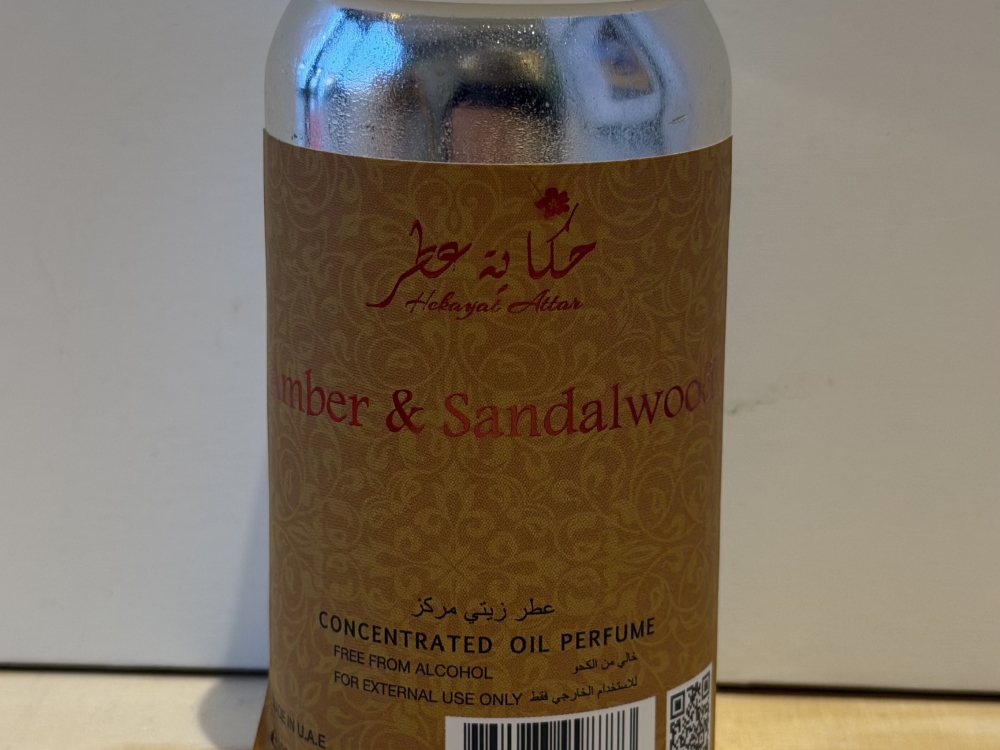 حكاية عطر
Hekayat Attar
Amber & Sandalwood
عطر زيتي مركز
CONCENTRATED OIL PERFUME
FREE FROM ALCOHOL خالي من الكحو
FOR EXTERNAL USE ONLY للاستخدام الخارجي فقط
IN U.A.E